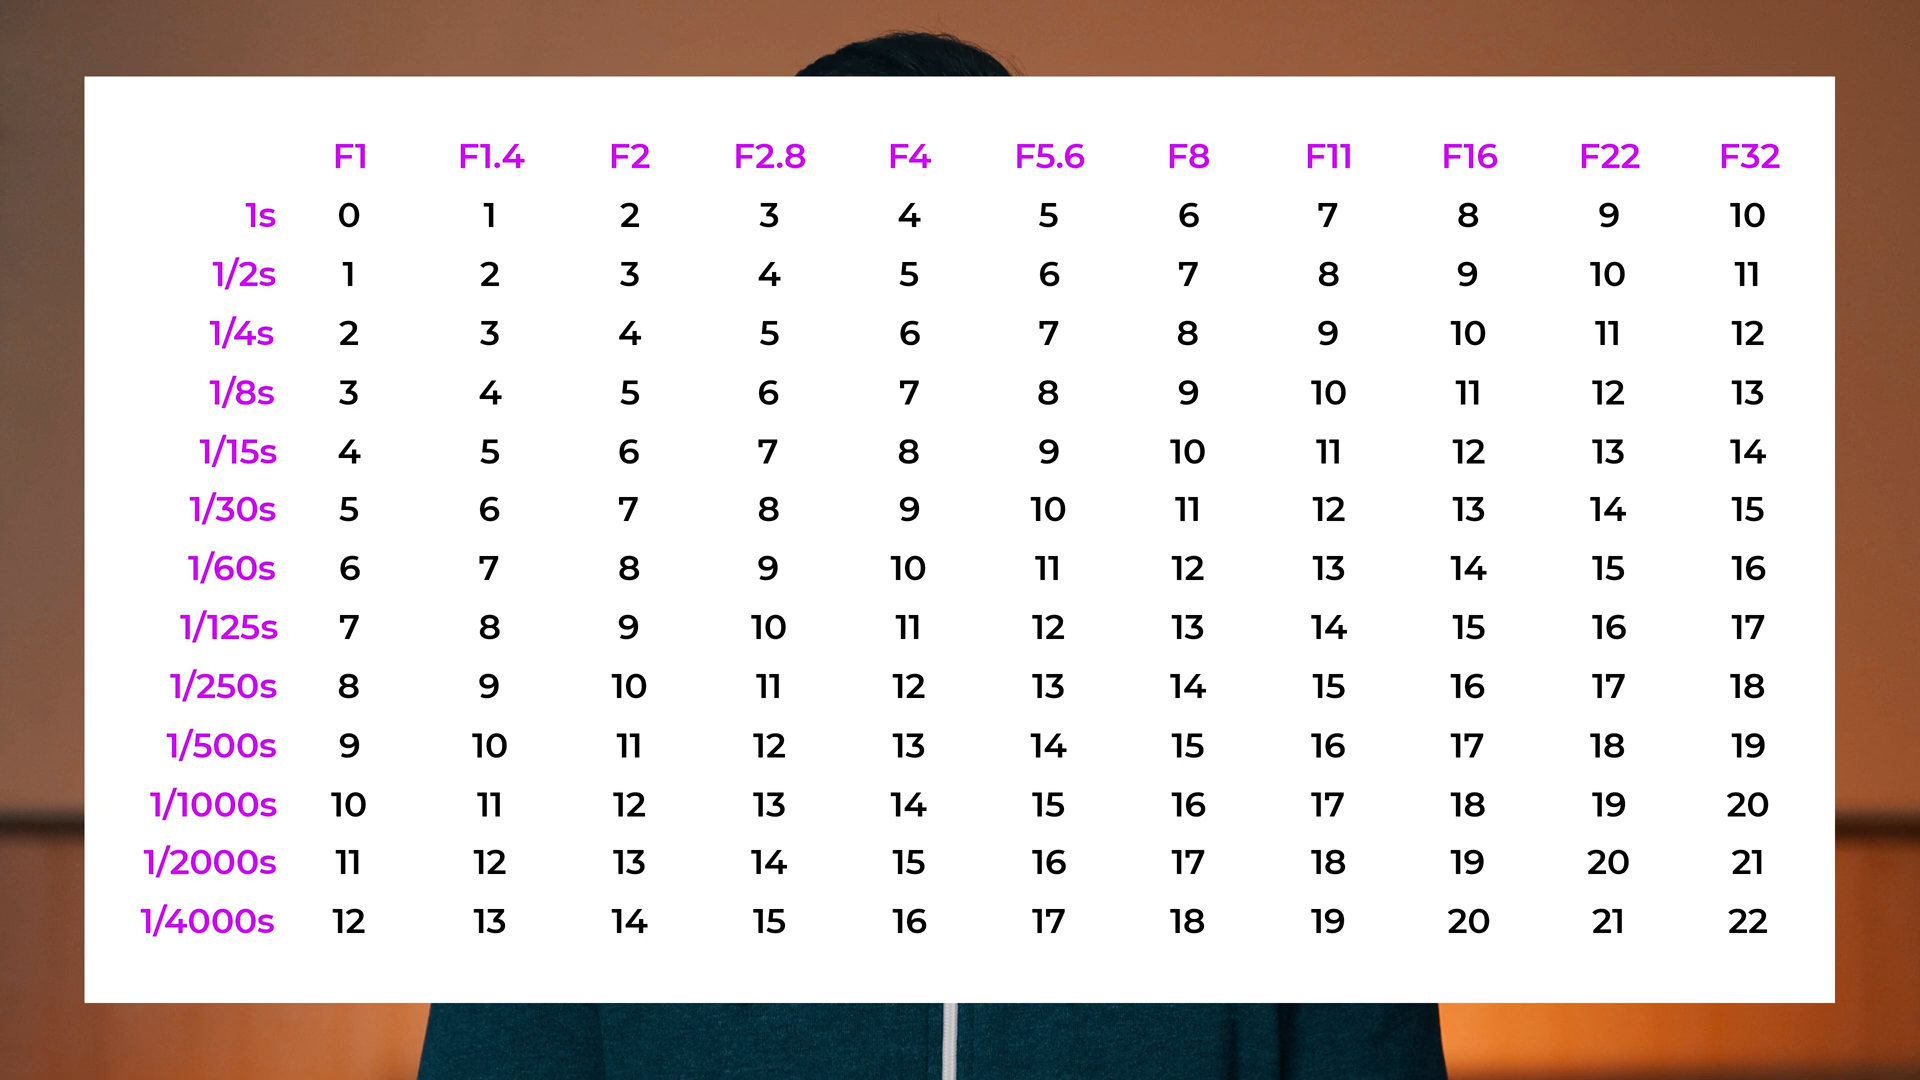 F1 F1.4 F2 F2.8 F4 F5.6 F8 F11 F16 F22 F32
1s 0 1 2 3 4 5 6 7 8 9 10
1/2s 1 2 3 4 5 6 7 8 9 10 11
1/4s 2 3 4 5 6 7 8 9 10 11 12
1/8s 3 4 5 6 7 8 9 10 11 12 13
1/15s 4 5 6 7 8 9 10 11 12 13 14
1/30s 5 6 7 8 9 10 11 12 13 14 15
1/60s 6 7 8 9 10 11 12 13 14 15 16
1/125s 7 8 9 10 11 12 13 14 15 16 17
1/250s 8 9 10 11 12 13 14 15 16 17 18
1/500s 9 10 11 12 13 14 15 16 17 18 19
1/1000s 10 11 12 13 14 15 16 17 18 19 20
1/2000s 11 12 13 14 15 16 17 18 19 20 21
1/4000s 12 13 14 15 16 17 18 19 20 21 22